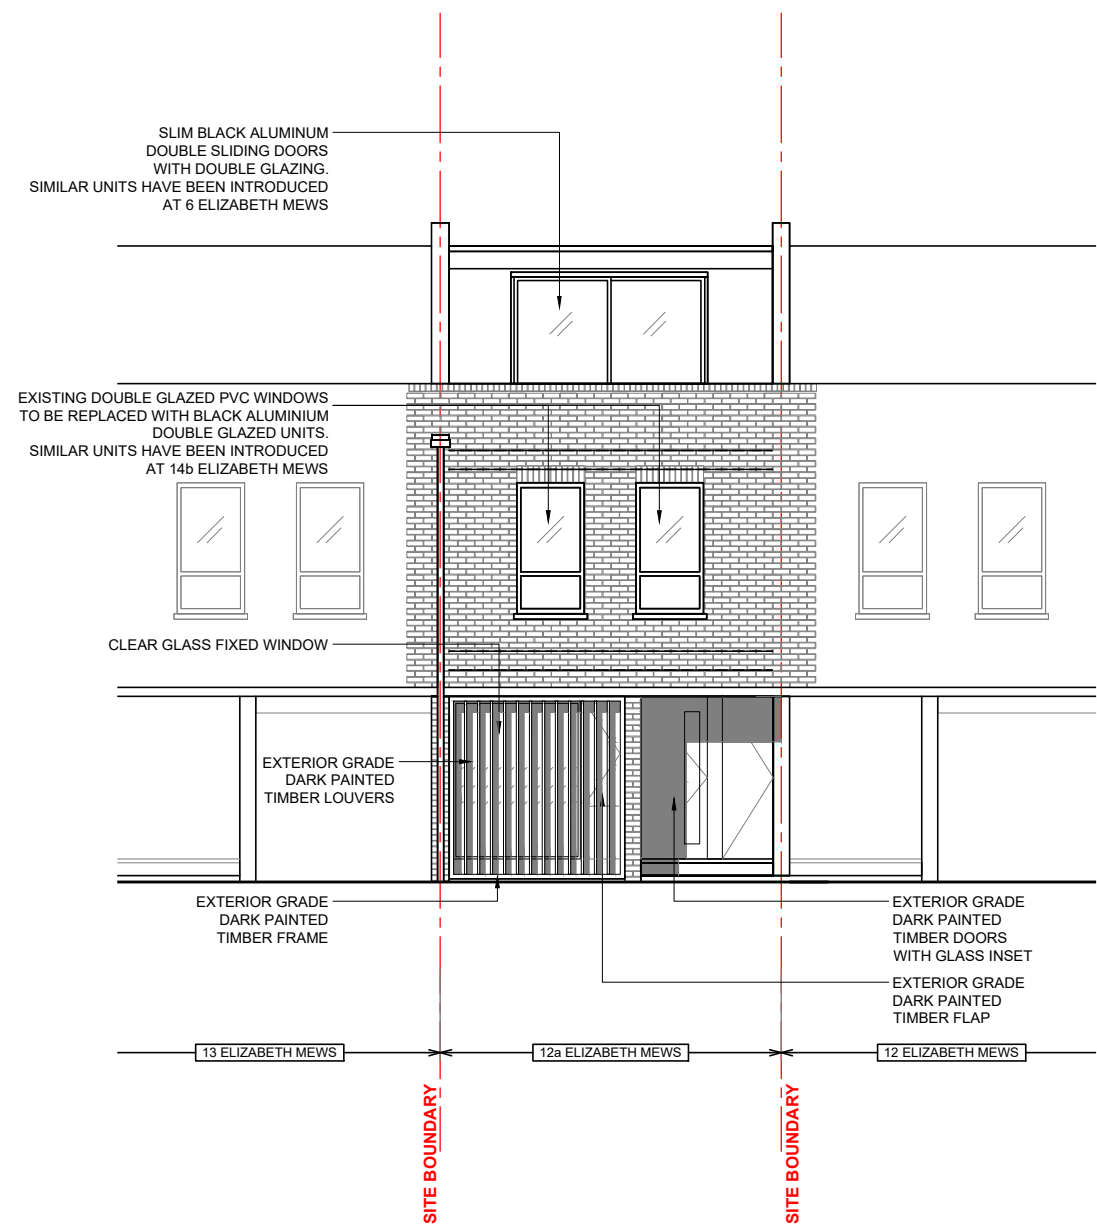 SLIM BLACK ALUMINUM
DOUBLE SLIDING DOORS
WITH DOUBLE GLAZING.
SIMILAR UNITS HAVE BEEN INTRODUCED
AT 6 ELIZABETH MEWS
EXISTING DOUBLE GLAZED PVC WINDOWS
TO BE REPLACED WITH BLACK ALUMINIUM
DOUBLE GLAZED UNITS.
SIMILAR UNITS HAVE BEEN INTRODUCED
AT 14b ELIZABETH MEWS
CLEAR GLASS FIXED WINDOW
EXTERIOR GRADE
DARK PAINTED
TIMBER LOUVERS
EXTERIOR GRADE
DARK PAINTED
TIMBER FRAME
EXTERIOR GRADE
DARK PAINTED
TIMBER DOORS
WITH GLASS INSET
EXTERIOR GRADE
DARK PAINTED
TIMBER FLAP
13 ELIZABETH MEWS
12a ELIZABETH MEWS
12 ELIZABETH MEWS
SITE BOUNDARY
SITE BOUNDARY